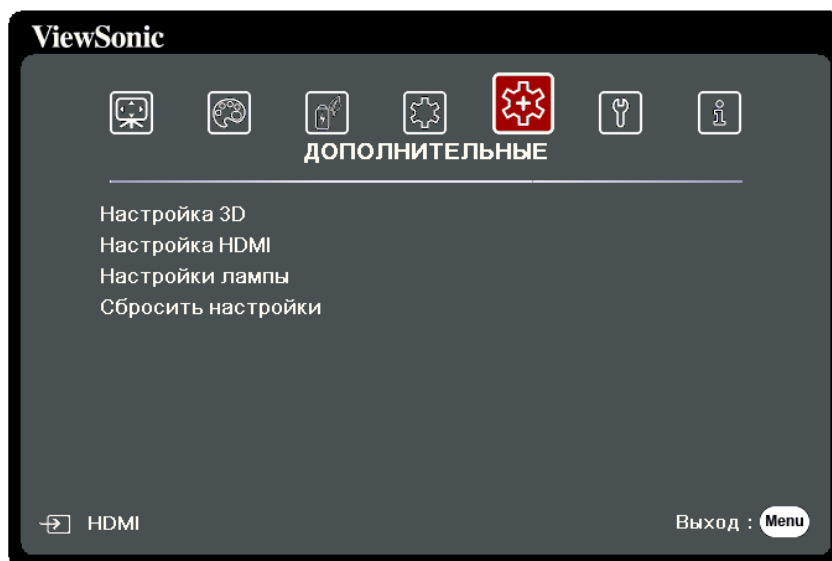 ViewSonic
ДОПОЛНИТЕЛЬНЫЕ
Настройка 3D
Настройка HDMI
Настройки лампы
Сбросить настройки
HDMI
Выход : Menu